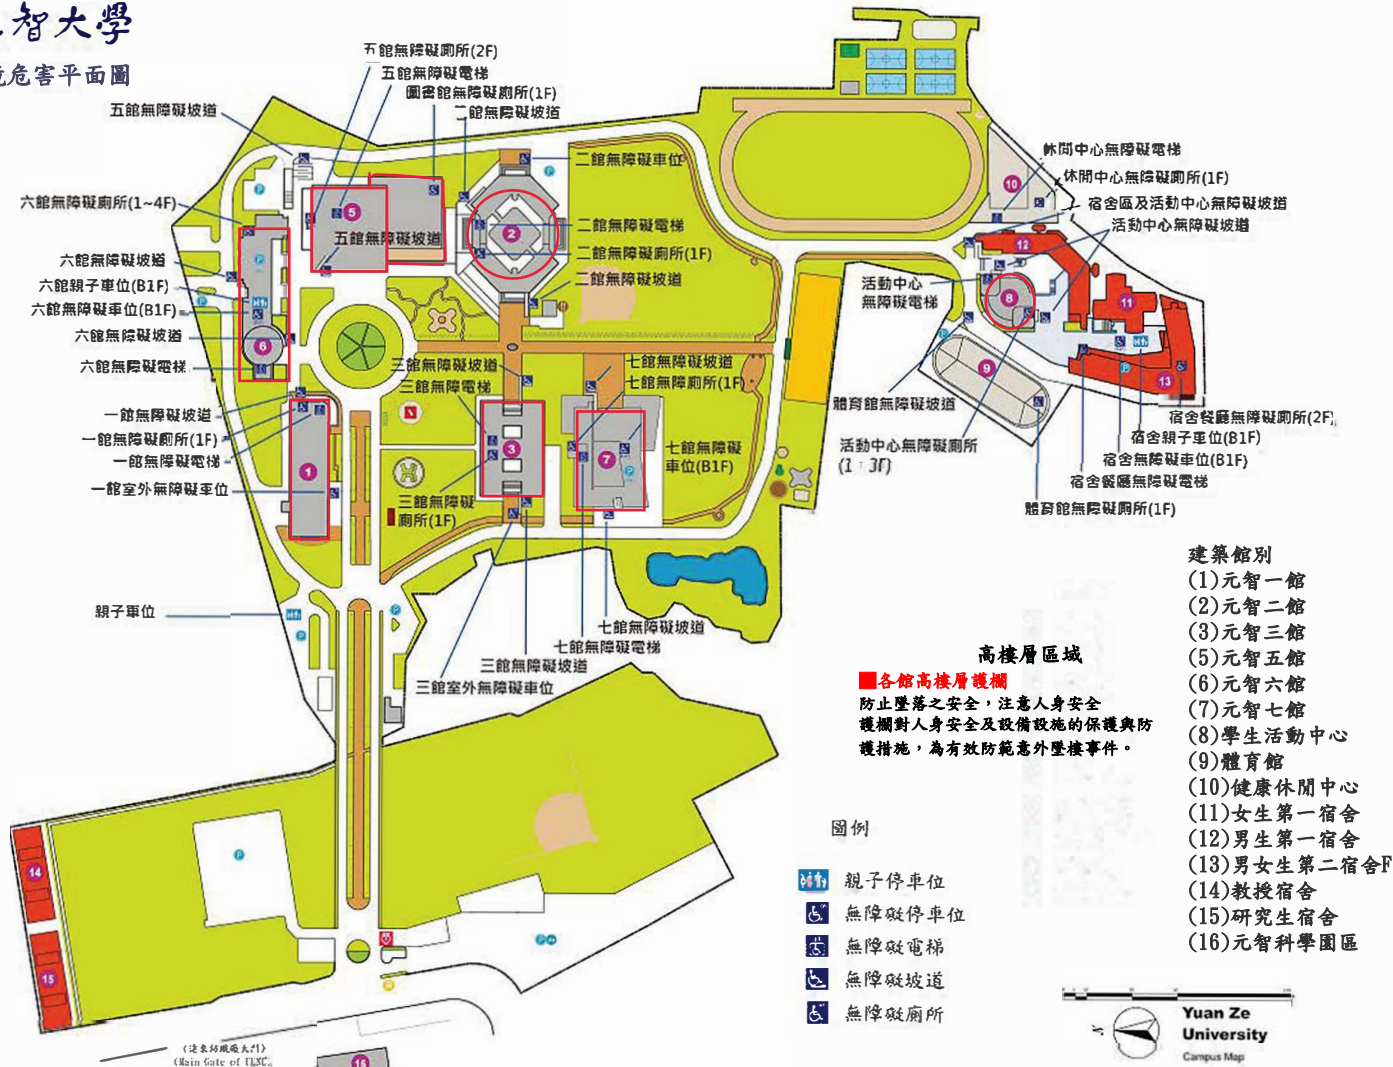 智大學
危害平面圖
五館無障礙廁所(2F)
五館無障礙電梯
圖書館無障礙廁所(1F)
館無障礙坡道
五館無障礙坡道
二館無障礙車位
休閒中心無障礙電梯
休閒中心無障礙廁所(1F)
宿舍區及活動中心無障礙坡道
活動中心無障礙坡道
六館無障礙廁所(1~4F)
五館無障礙坡道
二館無障礙電梯
二館無障礙廁所(1F)
二館無障礙坡道
六館無障礙坡道
六館親子車位(B1F)
六館無障礙車位(B1F)
六館無障礙坡道
六館無障礙電梯
活動中心
無障礙電梯
三館無障礙坡道
三館無障電梯
七館無障礙坡道
七館無障廁所(1F)
一館無障礙坡道
一館無障礙廁所(1F)
一館無障礙電梯
一館室外無障礙車位
三館無障礙
廁所(1F)
七館無障礙
車位(B1F)
體育館無障礙坡道
活動中心無障礙廁所
宿舍餐廳無障礙廁所(2F)
宿舍親子車位(B1F)
宿舍無障礙車位(B1F)
宿舍餐廳無障礙電梯
體育館無障礙廁所(1F)
親子車位
七館無障礙坡道
七館無障礙電梯
三館無障礙坡道
三館室外無障礙車位
1
2
3
5
6
7
8
9
10
11
12
13
14
15
16
高樓層區域
各館高樓層護欄
防止墜落之安全，注意人身安全
護欄對人身安全及設備設施的保護與防
護措施，為有效防範意外墜樓事件。
建築館別
(1)元智一館
(2)元智二館
(3)元智三館
(5)元智五館
(6)元智六館
(7)元智七館
(8)學生活動中心
(9)體育館
(10)健康休閒中心
(11)女生第一宿舍
(12)男生第一宿舍
(13)男女生第二宿舍F
(14)教授宿舍
(15)研究生宿舍
(16)元智科學園區
圖例
親子停車位
無障礙停車位
無障礙電梯
無障礙坡道
無障礙廁所
N
Yuan Ze
University
Campus Map
(Main Gate of